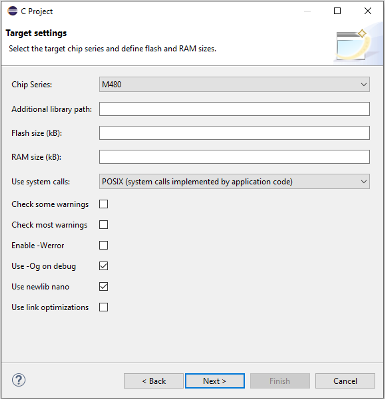 C Project
Target settings
Select the target chip series and define flash and RAM sizes.
Chip Series: M480
Additional library path:
Flash size (kB):
RAM size (kB):
Use system calls: POSIX (system calls implemented by application code)
Check some warnings
Check most warnings
Enable -Werror
Use -Og on debug
Use newlib nano
Use link optimizations
? < Back Next > Finish Cancel